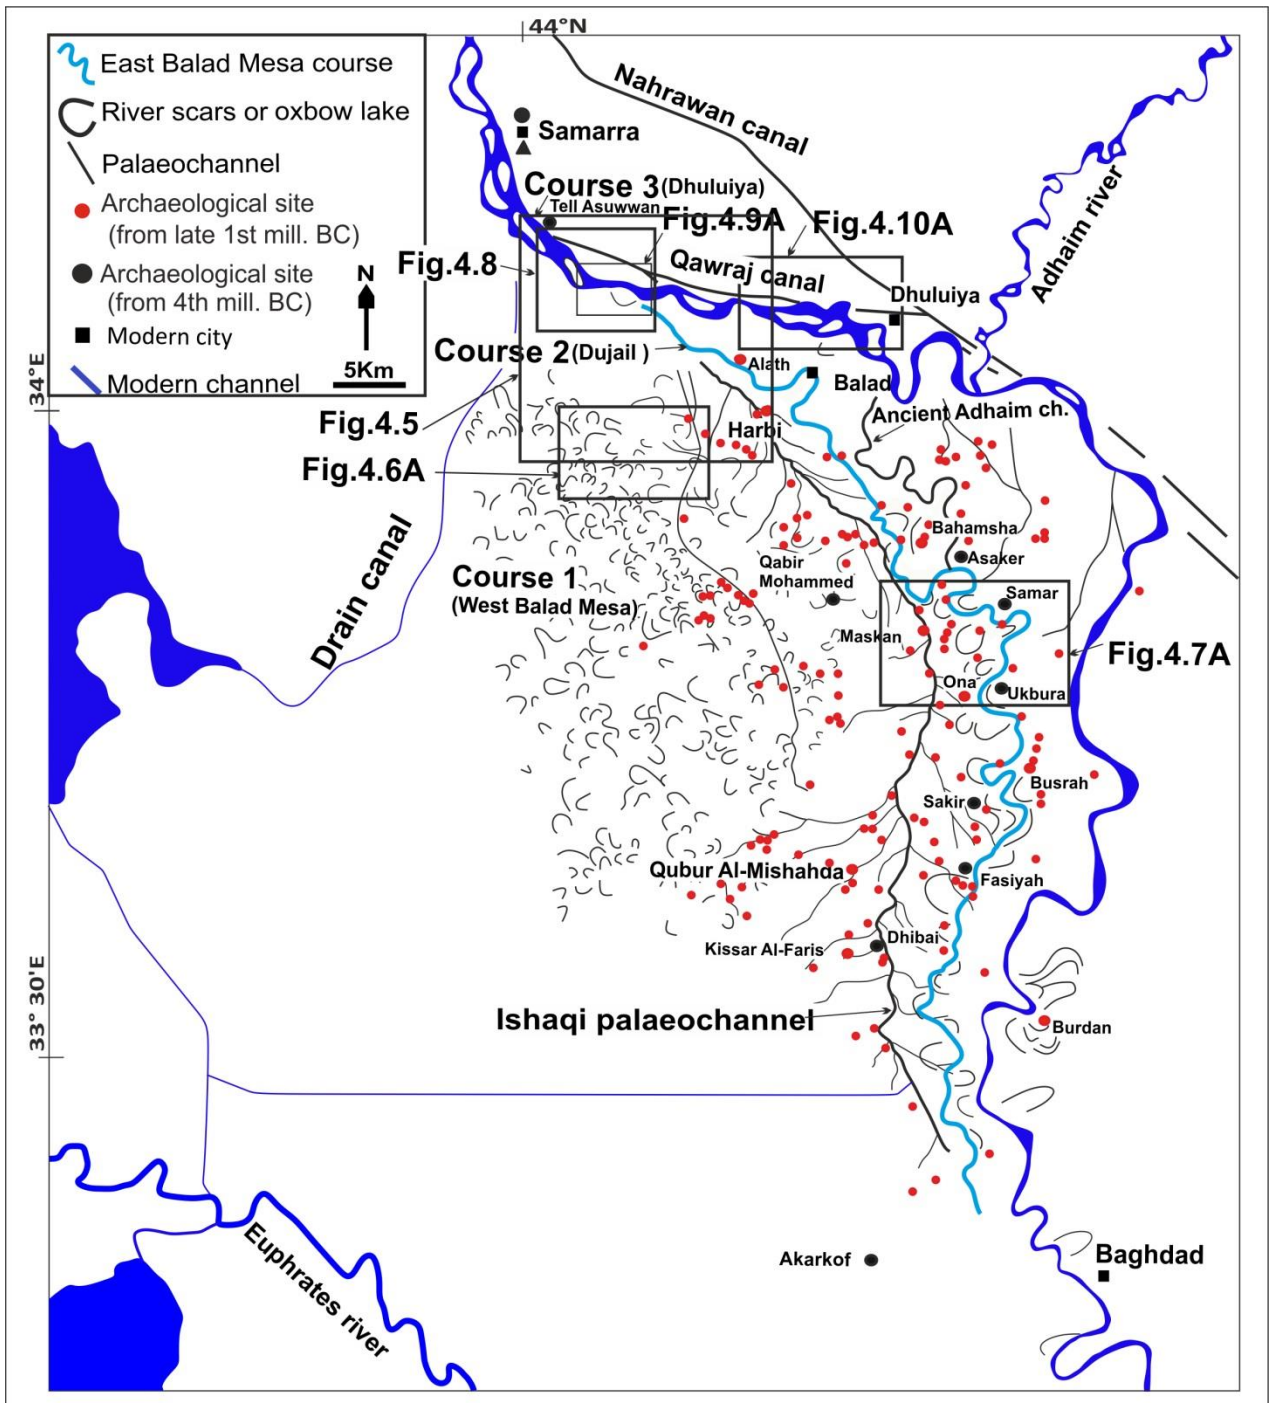 44°N
East Balad Mesa course
River scars or oxbow lake
Palaeochannel
Archaeological site
(from late 1st mill. BC)
Archaeological site
(from 4th mill. BC)
Modern city
Modern channel
N
5Km
Nahrawan canal
Samarra
Course 3(Dhuluiya)
Tell Asuwwan
Fig.4.9A
Fig.4.10A
Adhaim river
Fig.4.8
Qawraj canal
Dhuluiya
Course 2(Dujail )
Alath
Balad
34°E
Fig.4.5
Ancient Adhaim ch.
Harbi
Fig.4.6A
Drain canal
Bahamsha
Asaker
Qabir
Mohammed
Course 1
(West Balad Mesa)
Samar
Maskan
Fig.4.7A
Ona
Ukbura
Busrah
Sakir
Qubur Al-Mishahda
Fasiyah
Kissar Al-Faris
Dhibai
33° 30'E
Ishaqi palaeochannel
Burdan
Euphrates river
Akarkof
Baghdad